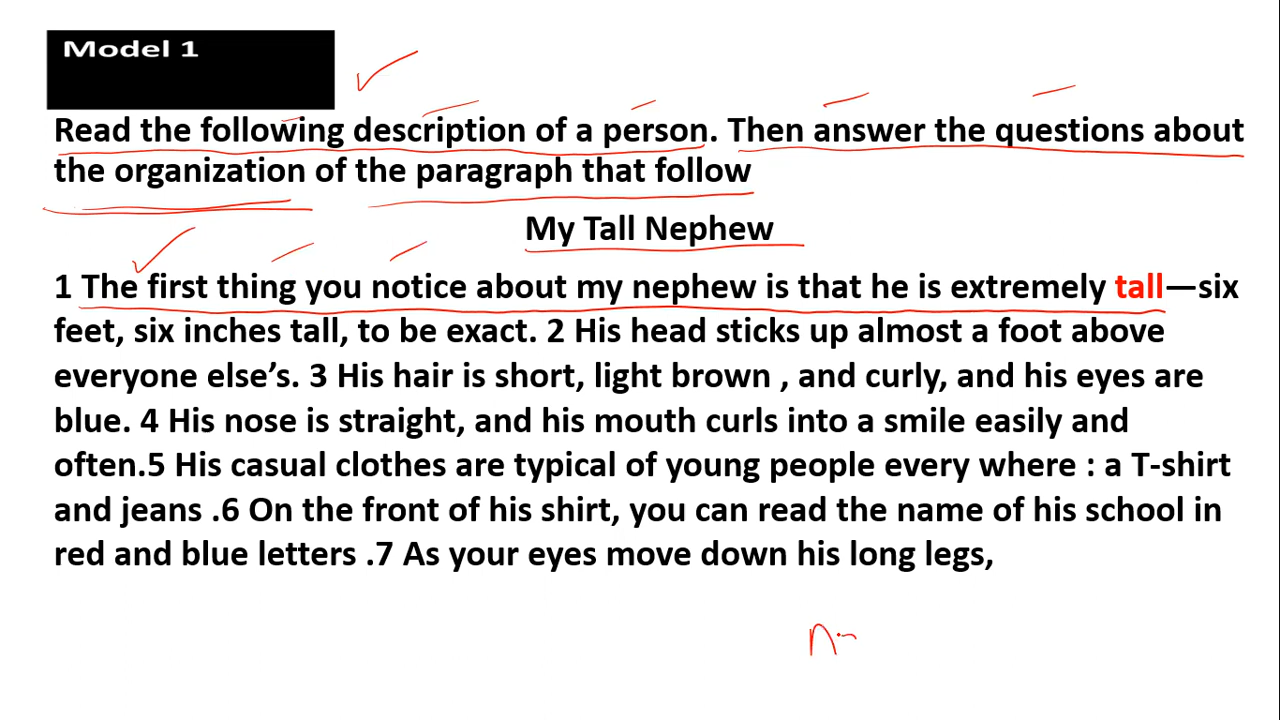 Model 1
Read the following description of a person. Then answer the questions about
the organization of the paragraph that follow
My Tall Nephew
1 The first thing you notice about my nephew is that he is extremely tall—six
feet, six inches tall, to be exact. 2 His head sticks up almost a foot above
everyone else’s. 3 His hair is short, light brown , and curly, and his eyes are
blue. 4 His nose is straight, and his mouth curls into a smile easily and
often.5 His casual clothes are typical of young people every where : a T-shirt
and jeans .6 On the front of his shirt, you can read the name of his school in
red and blue letters .7 As your eyes move down his long legs,